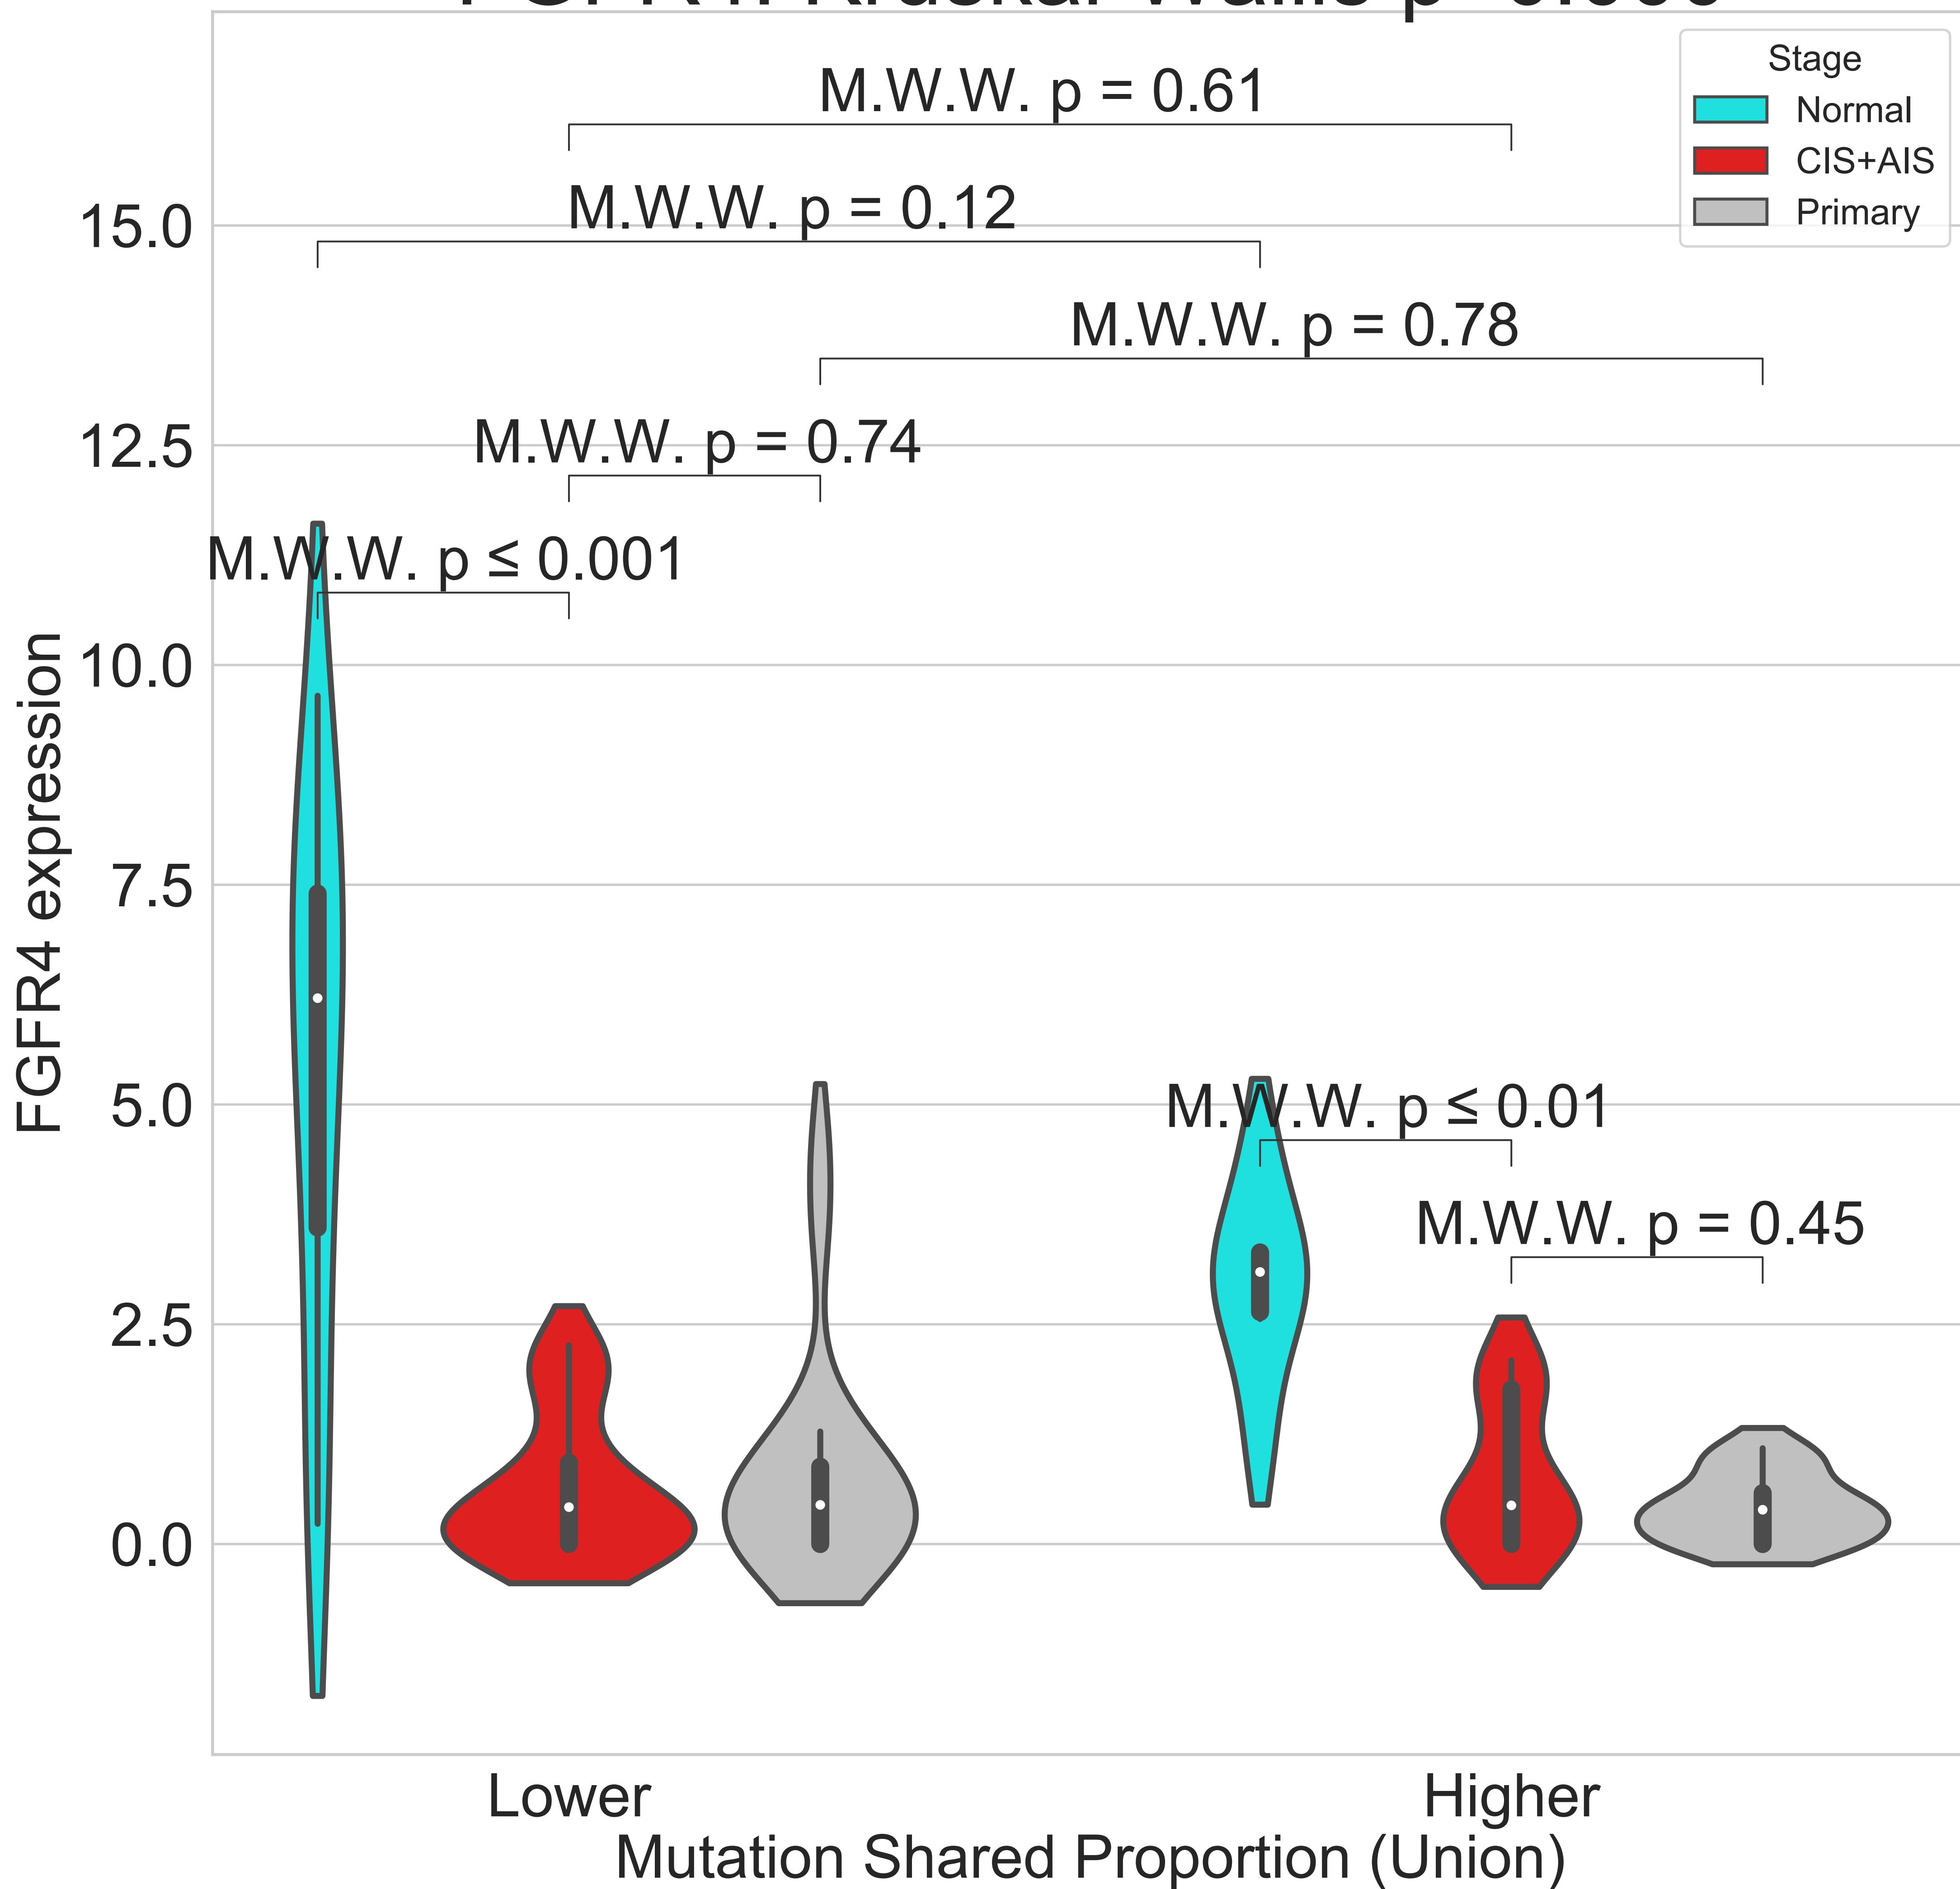 Stage
Normal
CIS+AIS
Primary
M.W.W. p = 0.61
M.W.W. p = 0.12
M.W.W. p = 0.78
M.W.W. p = 0.74
M.W.W. p ≤ 0.001
M.W.W. p ≤ 0.01
M.W.W. p = 0.45
15.0
12.5
10.0
7.5
5.0
2.5
0.0
FGFR4 expression
Lower
Higher
Mutation Shared Proportion (Union)